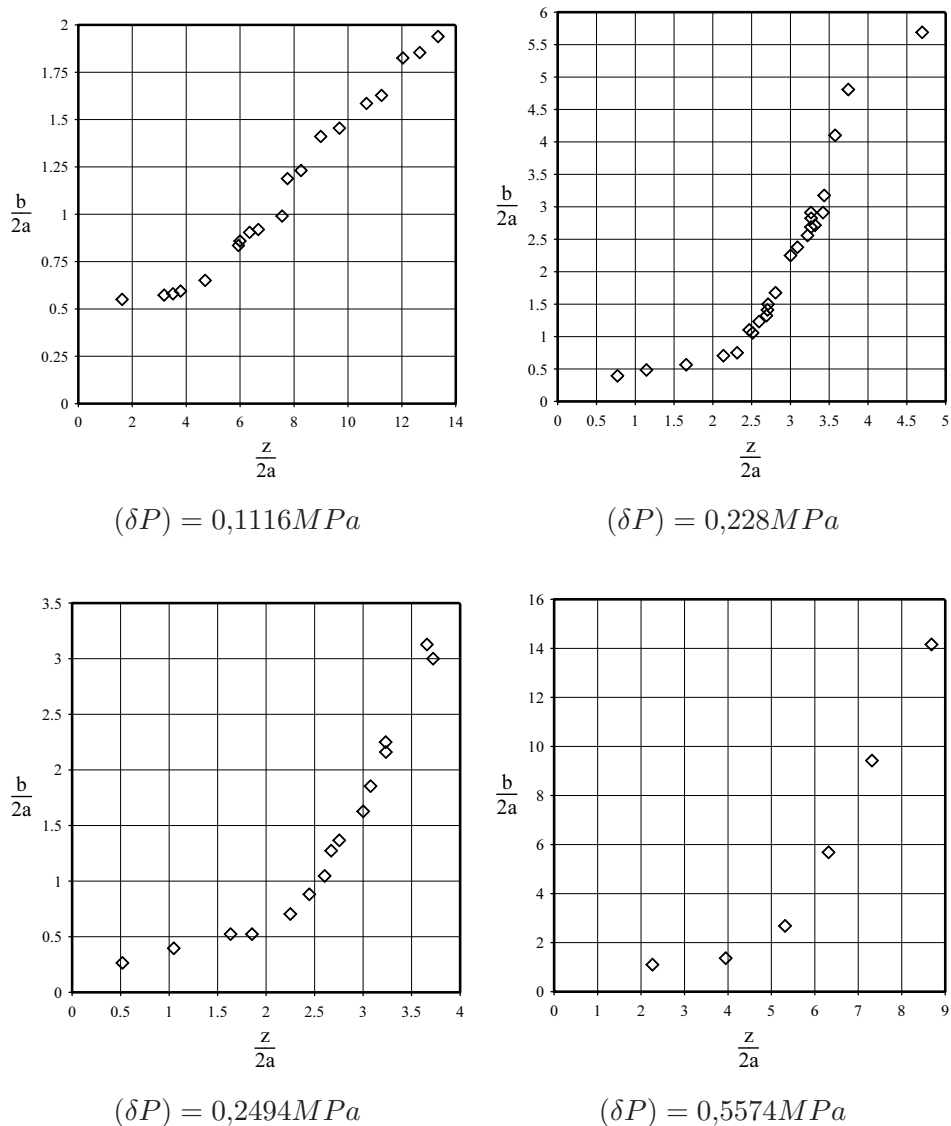 2
1.75
1.5
1.25
1
0.75
0.5
0.25
0
b
2a
0 2 4 6 8 10 12 14
z
2a
(δP) = 0,1116MPa
6
5.5
5
4.5
4
3.5
3
2.5
2
1.5
1
0.5
0
b
2a
0 0.5 1 1.5 2 2.5 3 3.5 4 4.5 5
z
2a
(δP) = 0,228MPa
3.5
3
2.5
2
1.5
1
0.5
0
b
2a
0 0.5 1 1.5 2 2.5 3 3.5 4
z
2a
(δP) = 0,2494MPa
16
14
12
10
8
6
4
2
0
b
2a
0 1 2 3 4 5 6 7 8 9
z
2a
(δP) = 0,5574MPa